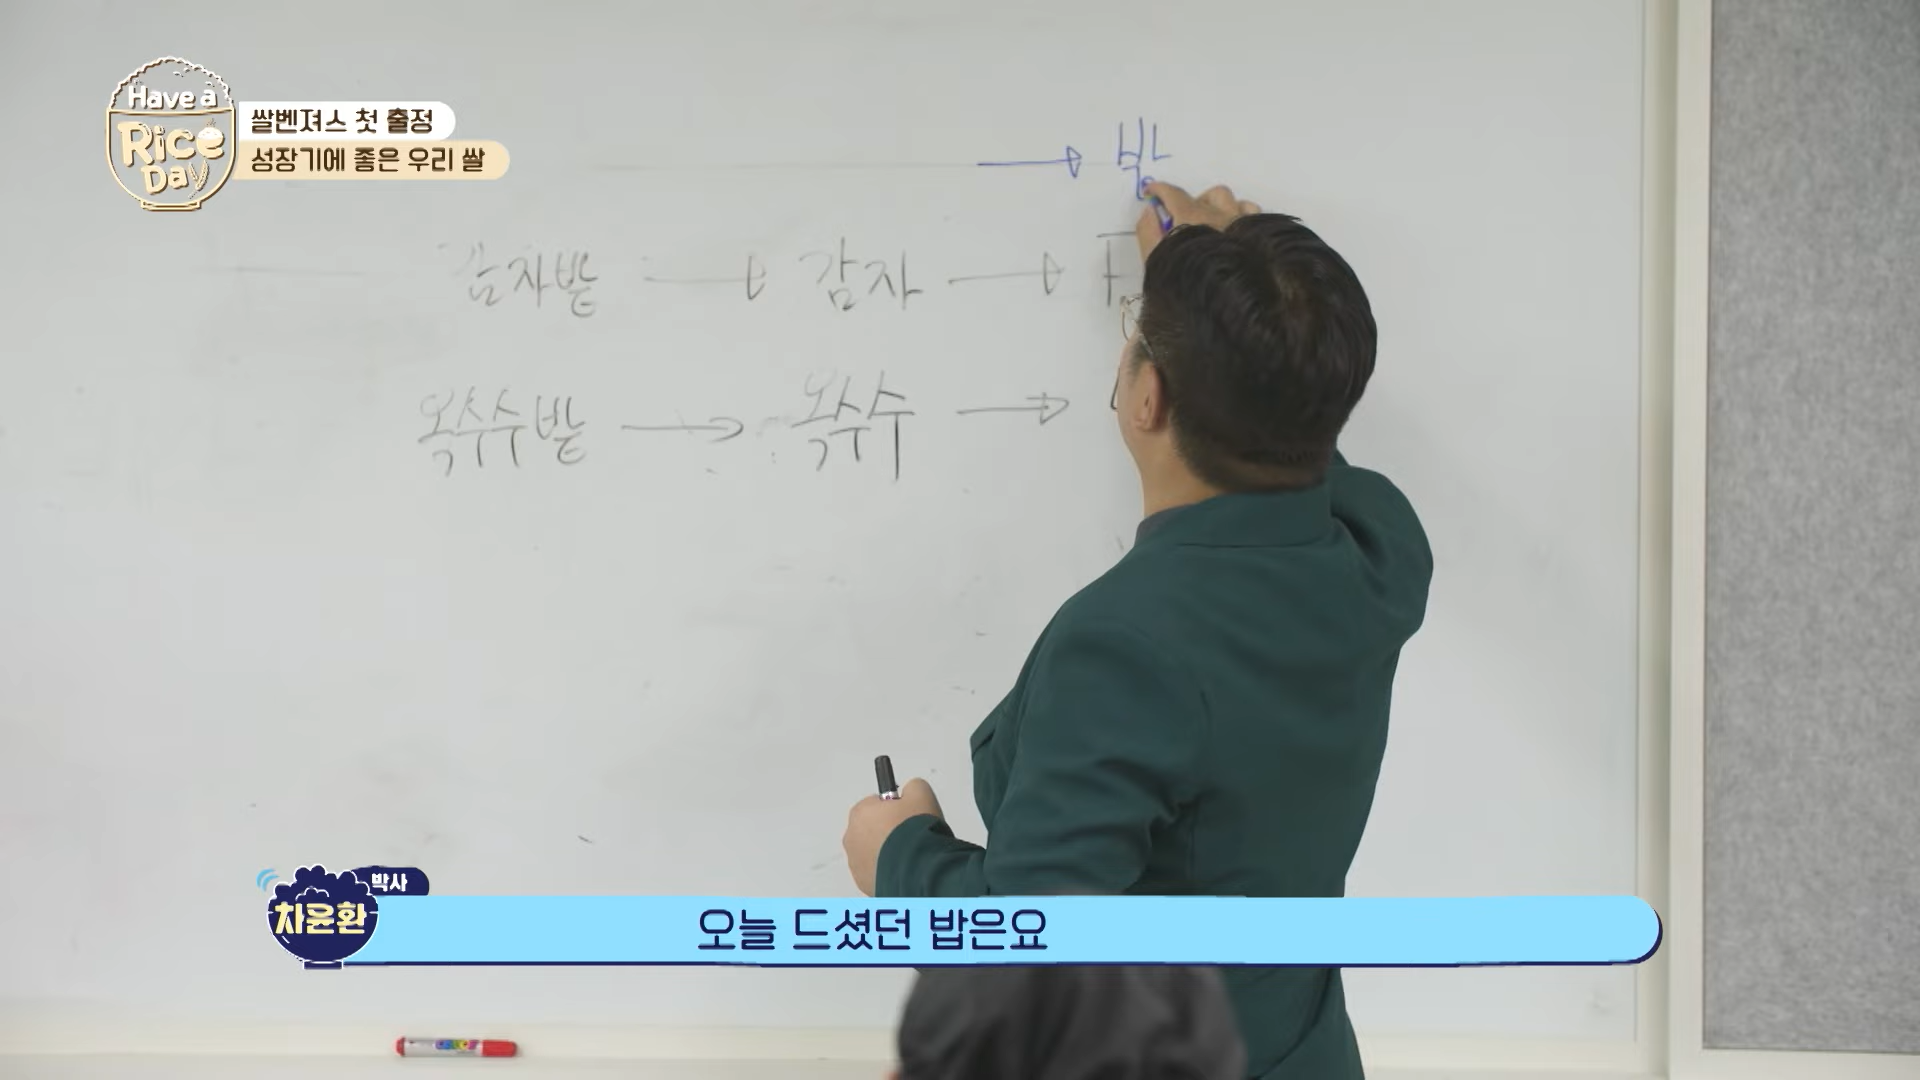 Have a
Rice
Day
쌀벤져스 첫 출정
성장기에 좋은 우리 쌀
→ 밥
감자밭 → 감자 →
옥수수밭 → 옥수수 →
박사
차윤환
오늘 드셨던 밥은요